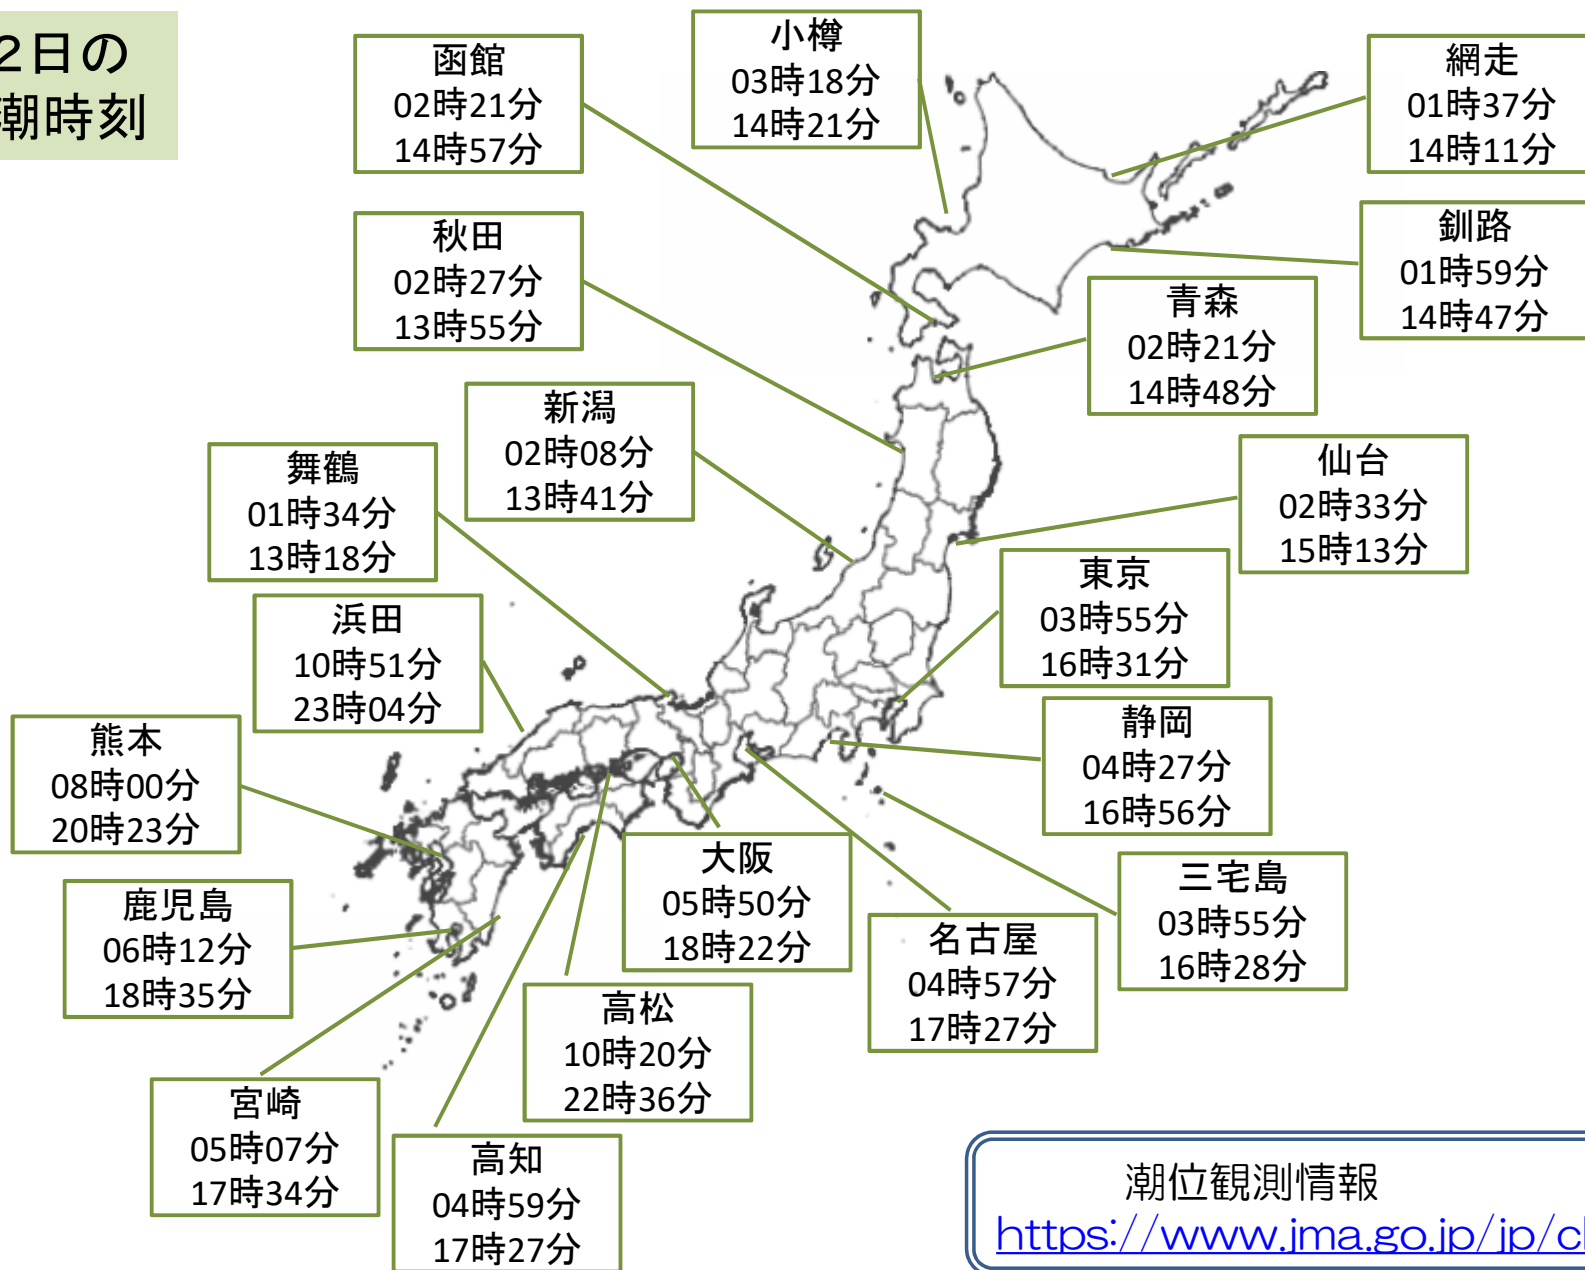 2日の
潮時刻
函館
02時21分
14時57分
小樽
03時18分
14時21分
網走
01時37分
14時11分
秋田
02時27分
13時55分
釧路
01時59分
14時47分
青森
02時21分
14時48分
新潟
02時08分
13時41分
舞鶴
01時34分
13時18分
仙台
02時33分
15時13分
東京
03時55分
16時31分
浜田
10時51分
23時04分
静岡
04時27分
16時56分
熊本
08時00分
20時23分
大阪
05時50分
18時22分
三宅島
03時55分
16時28分
鹿児島
06時12分
18時35分
名古屋
04時57分
17時27分
高松
10時20分
22時36分
宮崎
05時07分
17時34分
高知
04時59分
17時27分
潮位観測情報
https://www.jma.go.jp/jp/c